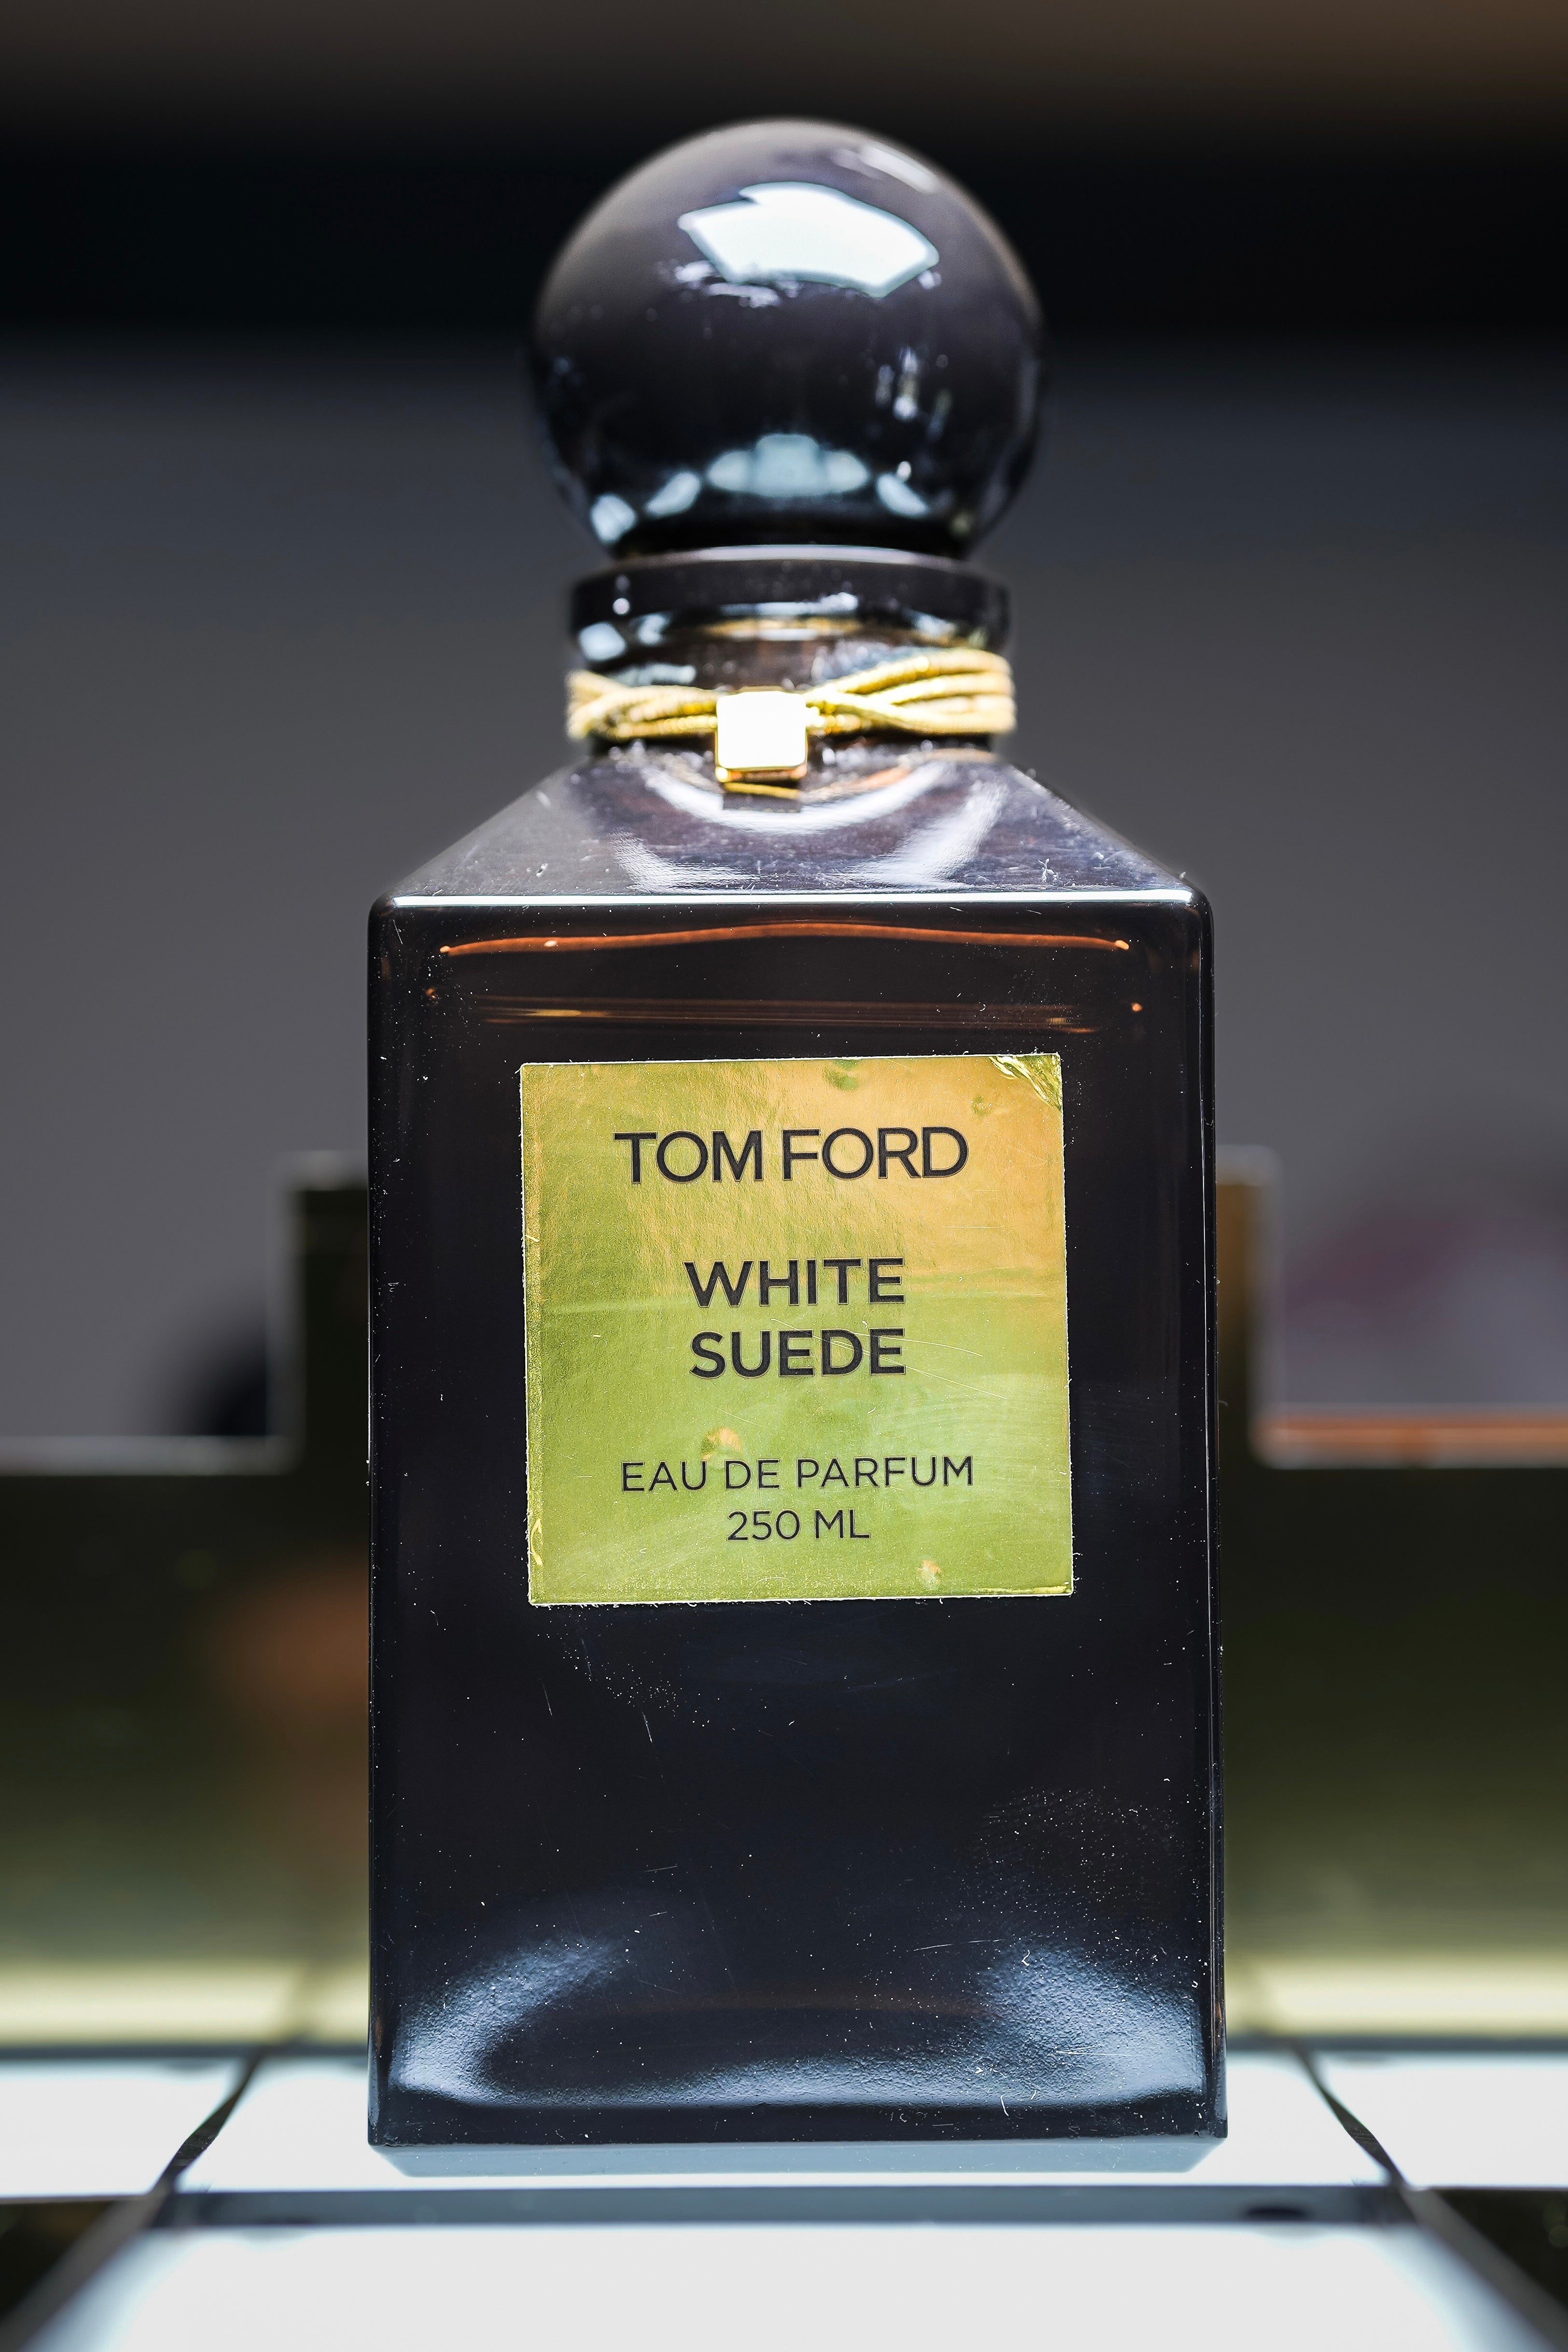 TOM FORD
WHITE
SUEDE
EAU DE PARFUM
250 ML